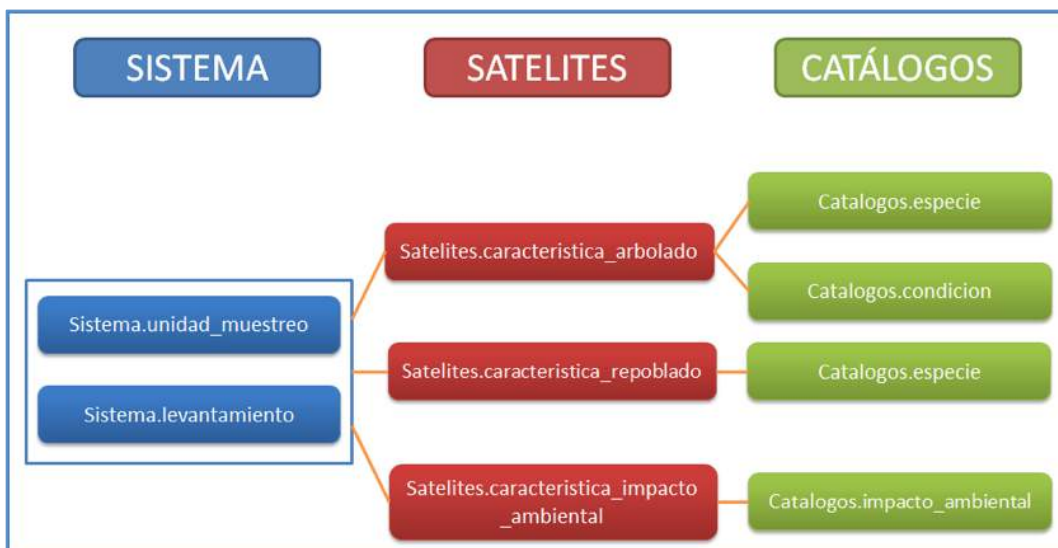 SISTEMA
SATELITES
CATÁLOGOS
Sistema.unidad_muestreo
Sistema.levantamiento
Satelites.caracteristica_arbolado
Satelites.caracteristica_repoblado
Satelites.caracteristica_impacto
_ambiental
Catalogos.especie
Catalogos.condicion
Catalogos.especie
Catalogos.impacto_ambiental